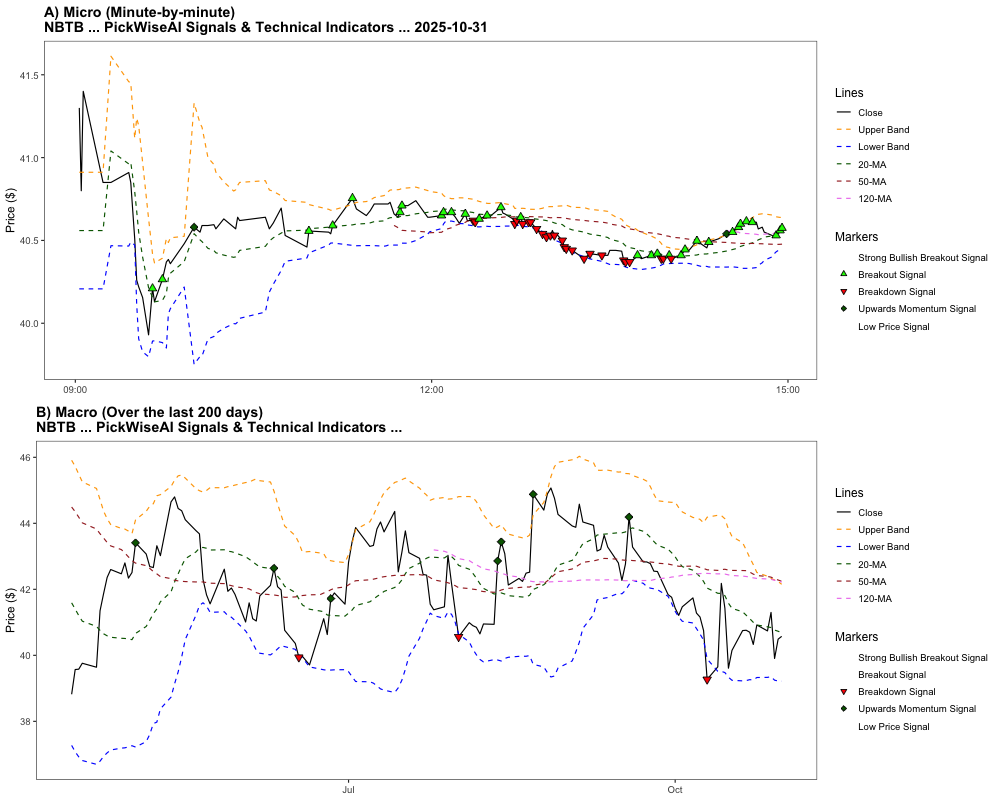 A) Micro (Minute-by-minute)
NBTB ... PickWiseAI Signals & Technical Indicators ... 2025-10-31
Price ($)
41.5
41.0
40.5
40.0
09:00
12:00
15:00
Lines
Close
Upper Band
Lower Band
20-MA
50-MA
120-MA
Markers
Strong Bullish Breakout Signal
Breakout Signal
Breakdown Signal
Upwards Momentum Signal
Low Price Signal
B) Macro (Over the last 200 days)
NBTB ... PickWiseAI Signals & Technical Indicators ...
Price ($)
46
44
42
40
38
Jul
Oct
Lines
Close
Upper Band
Lower Band
20-MA
50-MA
120-MA
Markers
Strong Bullish Breakout Signal
Breakout Signal
Breakdown Signal
Upwards Momentum Signal
Low Price Signal